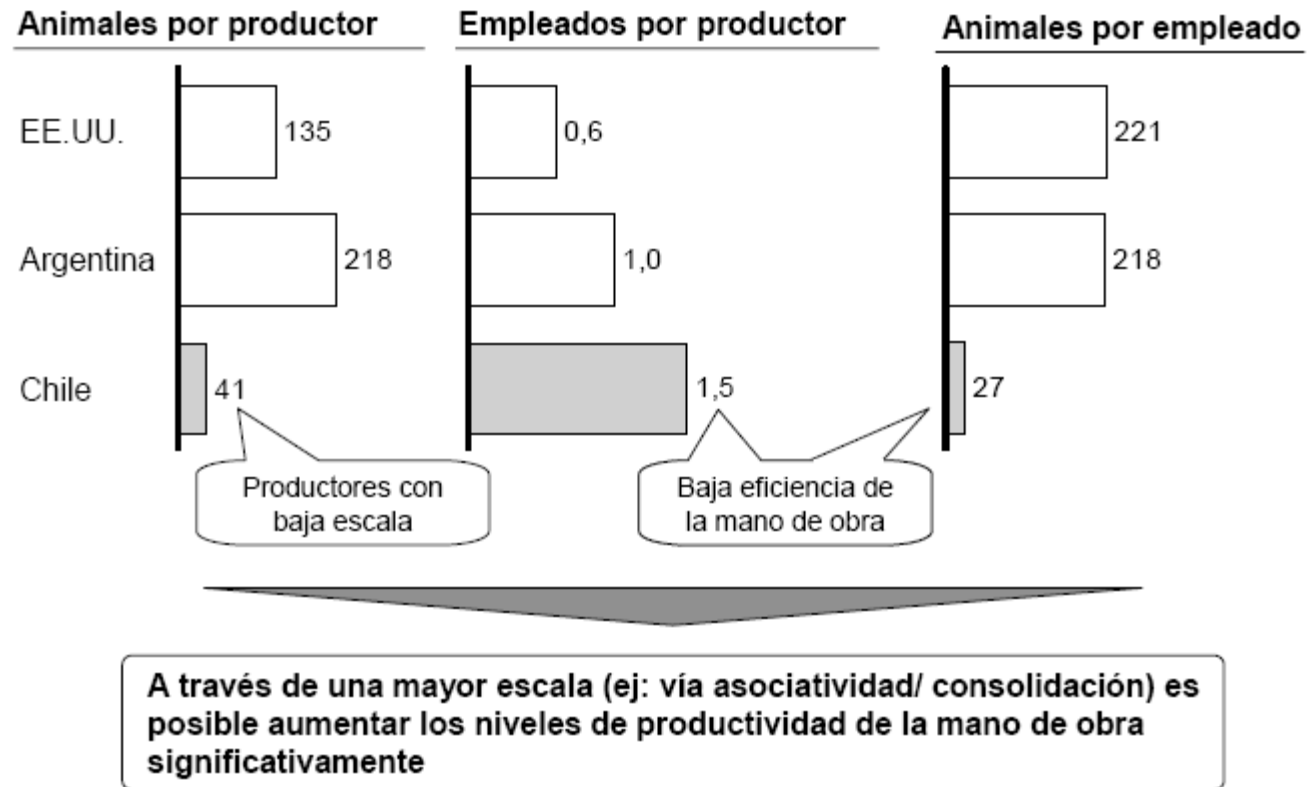 Animales por productor
Empleados por productor
Animales por empleado
EE.UU.
135
0,6
221
Argentina
218
1,0
218
Chile
41
1,5
27
Productores con
baja escala
Baja eficiencia de
la mano de obra
A través de una mayor escala (ej: vía asociatividad/ consolidación) es
posible aumentar los niveles de productividad de la mano de obra
significativamente